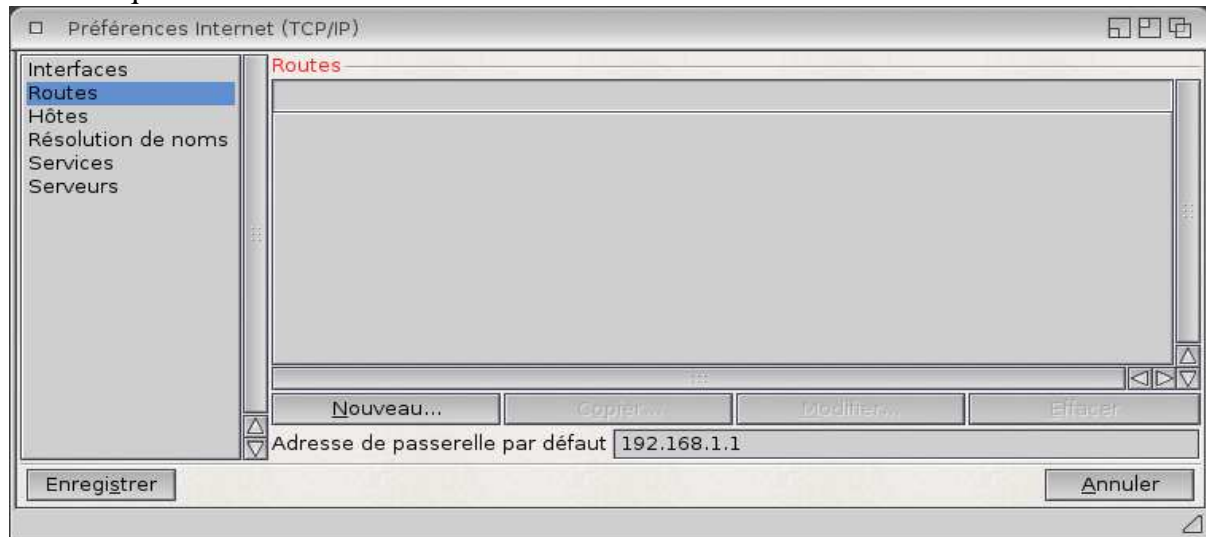 Préférences Internet (TCP/IP)
Interfaces
Routes
Hôtes
Résolution de noms
Services
Serveurs
Routes
Nouveau...
Copier...
Modifier...
Effacer
Adresse de passerelle par défaut 192.168.1.1
Enregistrer
Annuler